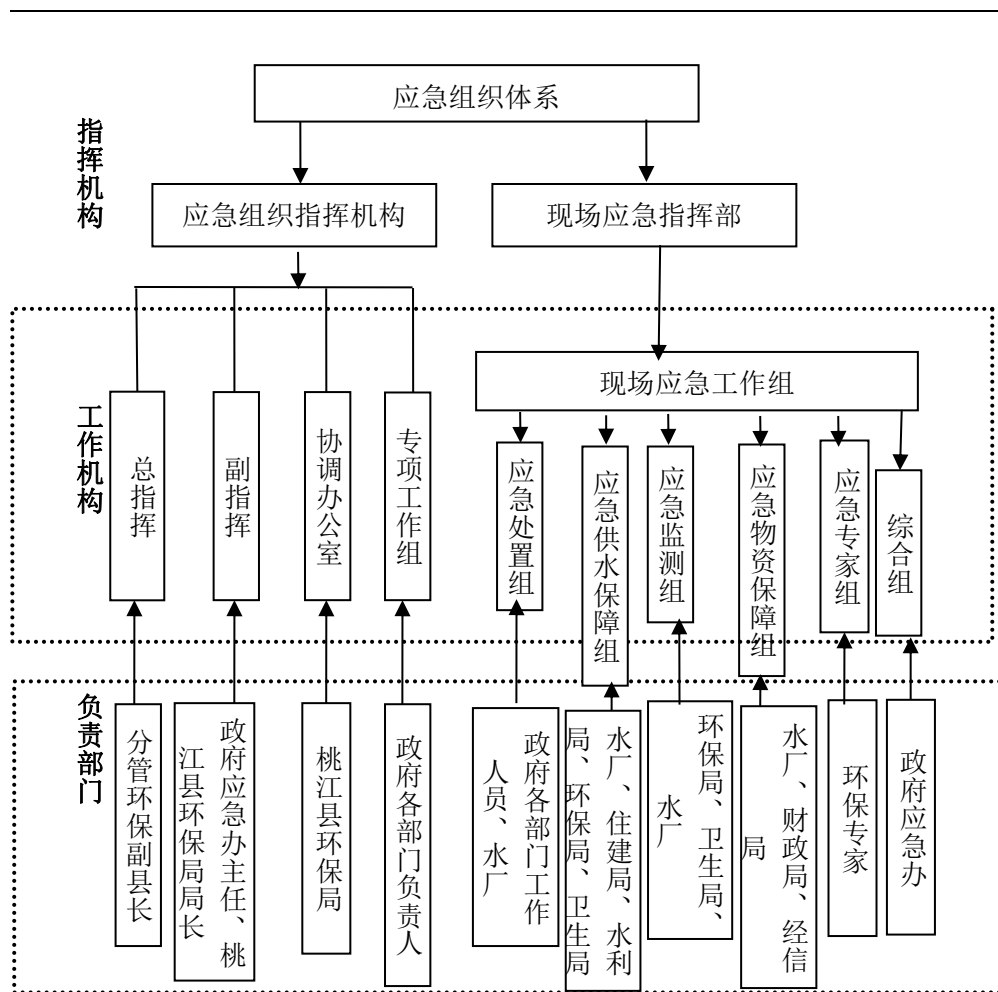 应急组织体系
指挥机构
应急组织指挥机构
现场应急指挥部
现场应急工作组
工作机构
总指挥
副指挥
协调办公室
专项工作组
应急处置组
应急供水保障组
应急监测组
应急物资保障组
应急专家组
综合组
负责部门
分管环保副县长
政府应急办主任、桃
江县环保局局长
桃江县环保局
政府各部门负责人
政府各部门工作
人员、水厂
水厂、住建局、水利
局、环保局、卫生局
环保局、卫生局、
水厂
水厂、财政局、经信
局
环保专家
政府应急办